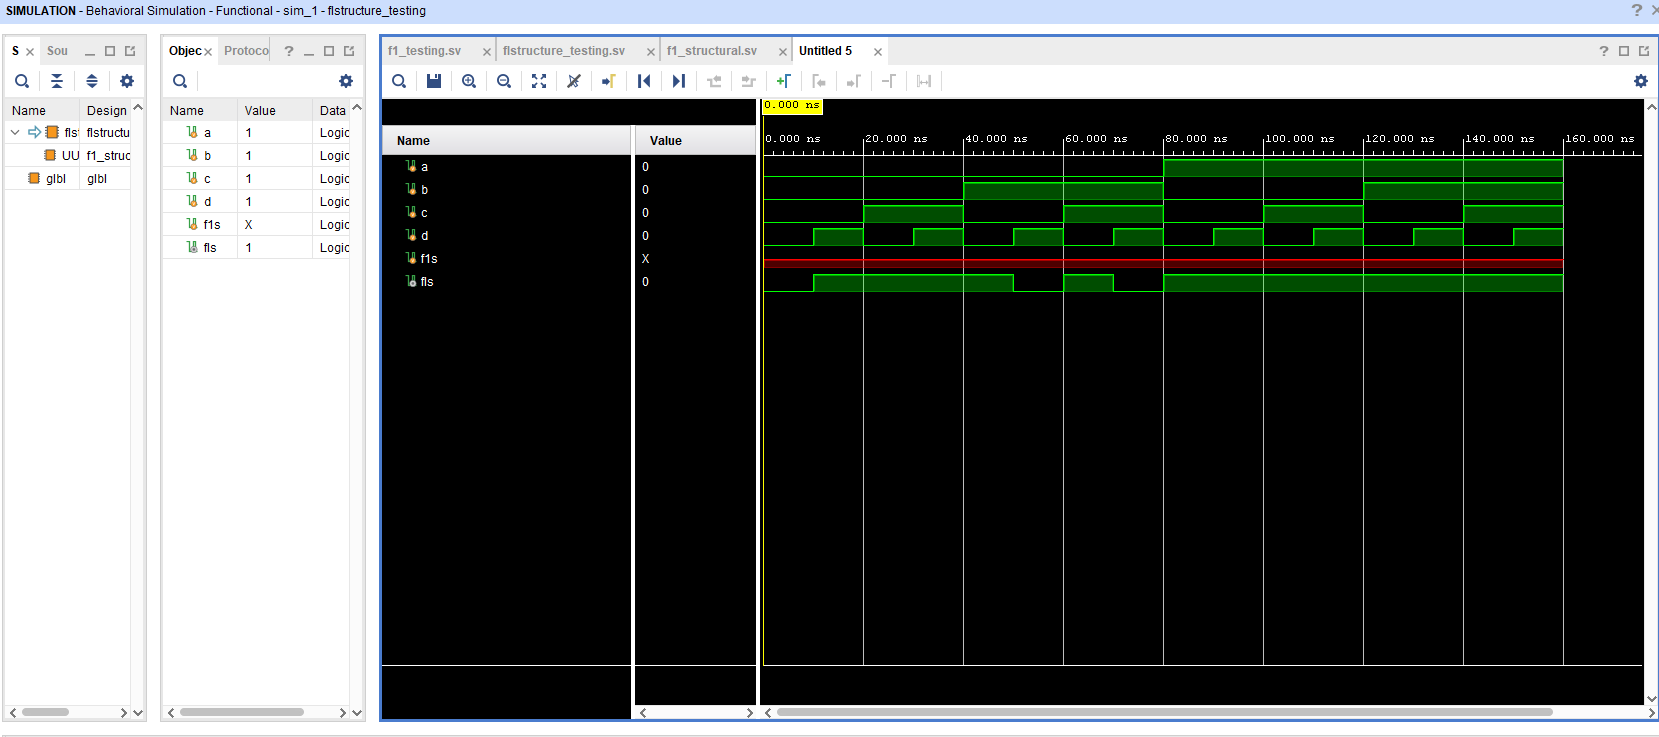 SIMULATION - Behavioral Simulation - Functional - sim_1 - flstructure_testing
S
Sou
Name Design
flst flstructu
UU f1_struc
glbl glbl
Objec Protoco
Name Value Data
a 1 Logic
b 1 Logic
c 1 Logic
d 1 Logic
f1s X Logic
fls 1 Logic
f1_testing.sv flstructure_testing.sv f1_structural.sv Untitled 5
0.000 ns
Name Value
0.000 ns 20.000 ns 40.000 ns 60.000 ns 80.000 ns 100.000 ns 120.000 ns 140.000 ns 160.000 ns
a 0
b 0
c 0
d 0
f1s X
fls 0